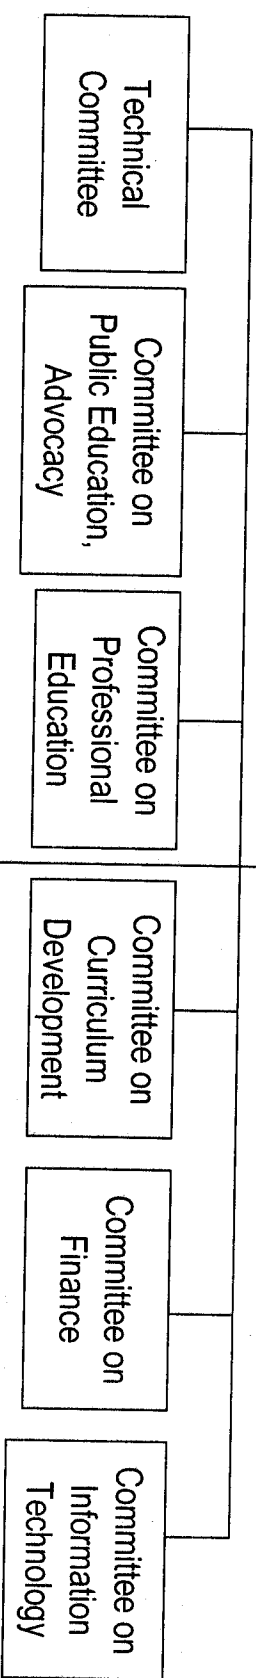 Technical
Committee
Committee on
Public Education,
Advocacy
Committee on
Professional
Education
Committee on
Curriculum
Development
Committee on
Finance
Committee on
Information
Technology